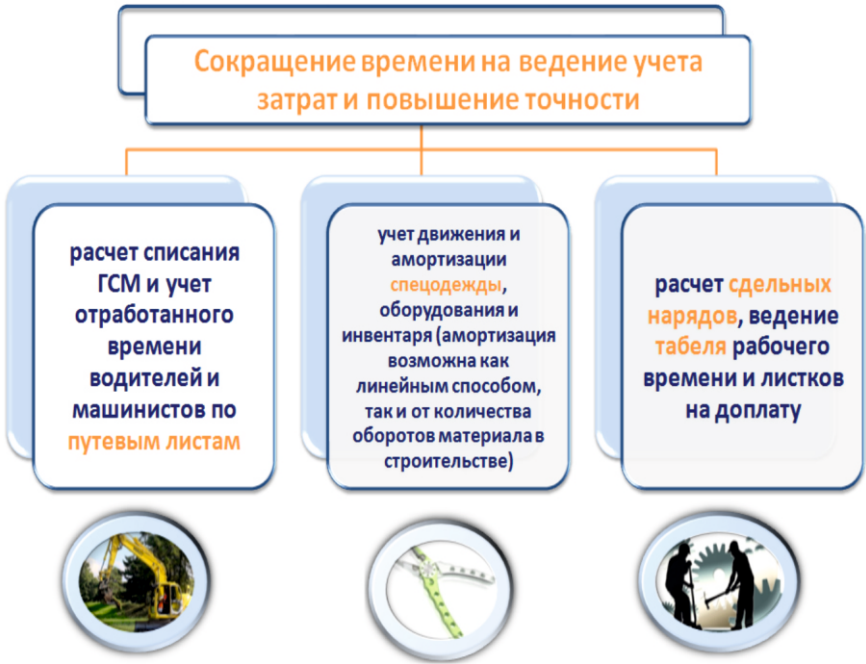 Сокращение времени на ведение учета
затрат и повышение точности
расчет списания
ГСМ и учет
отработанного
времени
водителей и
машинистов по
путевым листам
учет движения и
амортизации
спецодежды,
оборудования и
инвентаря (амортизация
возможна как
линейным способом,
так и от количества
оборотов материала в
строительстве)
расчет сдельных
нарядов, ведение
табеля рабочего
времени и листков
на доплату